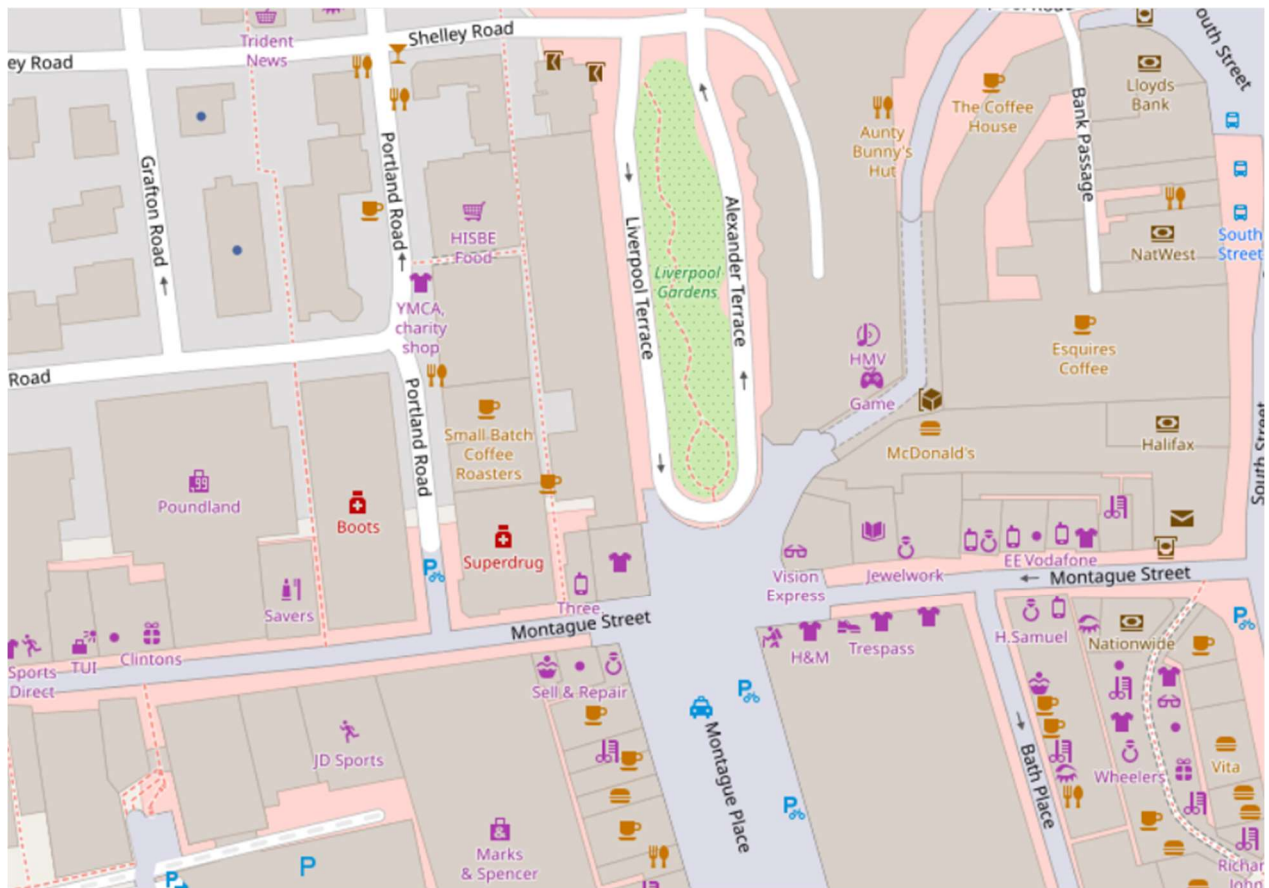 Trident
News
Shelley Road
ey Road
South Street
Lloyds
Bank
The Coffee
House
Bank Passage
Aunty
Bunny's
Hut
Grafton Road
Portland Road
HISBE
Food
Liverpool Terrace
Alexander Terrace
Liverpool
Gardens
NatWest
South
Street
YMCA,
charity
shop
HMV
Game
Esquires
Coffee
Road
Portland Road
Small Batch
Coffee
Roasters
McDonald's
Halifax
South Street
99
Poundland
Boots
Superdrug
EE Vodafone
Jewelwork
Vision
Express
Montague Street
Savers
Three
Montague Street
H.Samuel
Nationwide
Sports
Direct
TUI
Clintons
H&M
Trespass
Sell & Repair
P
P
JD Sports
Montague Place
Bath Place
Wheelers
Vita
P
P
Marks
& Spencer
P
P
Richar
John